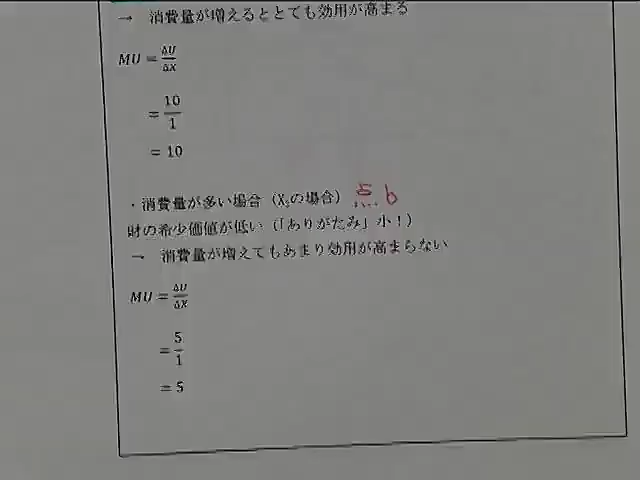 → 消費量が増えるととても効用が高まる
MU = ΔU/ΔX
= 10/1
= 10
・消費量が多い場合（X₅の場合） 点b
財の希少価値が低い（「ありがたみ」小！）
→ 消費量が増えてもあまり効用が高まらない
MU = ΔU/ΔX
= 5/1
= 5